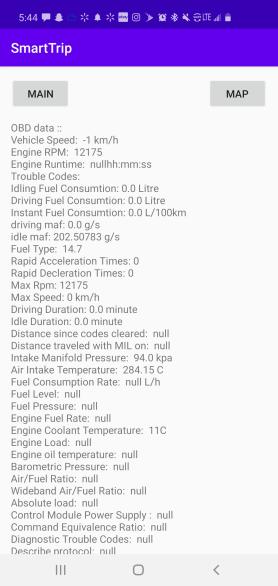 5:44
LTE
SmartTrip
MAIN
MAP
OBD data ::
Vehicle Speed:  -1 km/h
Engine RPM:  12175
Engine Runtime:  nullhh:mm:ss
Trouble Codes:
Idling Fuel Consumtion: 0.0 Litre
Driving Fuel Consumtion: 0.0 Litre
Instant Fuel Consumtion: 0.0 L/100km
driving maf: 0.0 g/s
idle maf: 202.50783 g/s
Fuel Type:  14.7
Rapid Acceleration Times: 0
Rapid Decleration Times: 0
Max Rpm: 12175
Max Speed: 0 km/h
Driving Duration: 0.0 minute
Idle Duration: 0.0 minute
Distance since codes cleared:  null
Distance traveled with MIL on:  null
Intake Manifold Pressure:  94.0 kpa
Air Intake Temperature:  284.15 C
Fuel Consumption Rate:  null L/h
Fuel Level:  null
Fuel Pressure:  null
Engine Fuel Rate:  null
Engine Coolant Temperature:  11C
Engine Load:  null
Engine oil temperature:  null
Barometric Pressure:  null
Air/Fuel Ratio:  null
Wideband Air/Fuel Ratio:  null
Absolute load:  null
Control Module Power Supply :  null
Command Equivalence Ratio:  null
Diagnostic Trouble Codes:  null
Describe protocol:  null